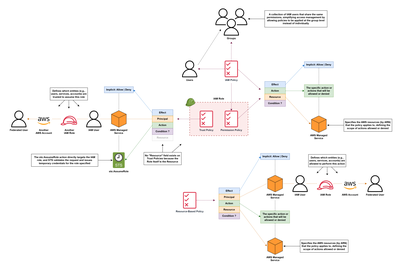 A collection of IAM users that share the same
permissions, simplifying access management by
allowing policies to be applied at the group level
instead of individually.
Groups
Users
IAM Policy
Implicit Allow / Deny
Effect
Action
Resource
Condition ?
The specific action or
actions that will be
allowed or denied
AWS Managed
Service
Specifies the AWS resources (by ARN)
that the policy applies to, defining the
scope of actions allowed or denied.
IAM Role
Trust Policy
Permissions Policy
Defines which entities (e.g.
users, services, accounts) are
trusted to assume this role.
Implicit Allow / Deny
Federated User
Another
AWS Account
Another
IAM Role
IAM User
AWS Managed
Service
Effect
Principal
Action
Condition ?
Resource
The sts:AssumeRole action directly targets the IAM
role, and STS validates the request and issues
temporary credentials for the role specified.
sts:AssumeRole
No "Resource" field exists on
Trust Policies because the
Role itself is the Resource
Resource-Based Policy
Implicit Allow / Deny
Effect
Principal
Action
Resource
Condition ?
AWS Managed
Service
Defines which entities (e.g.
users, services, accounts) are
allowed to perform this action
IAM User
IAM Role
AWS Account
Federated User
The specific action or
actions that will be
allowed or denied
AWS Managed
Service
Specifies the AWS resources (by ARN)
that the policy applies to, defining the
scope of actions allowed or denied.